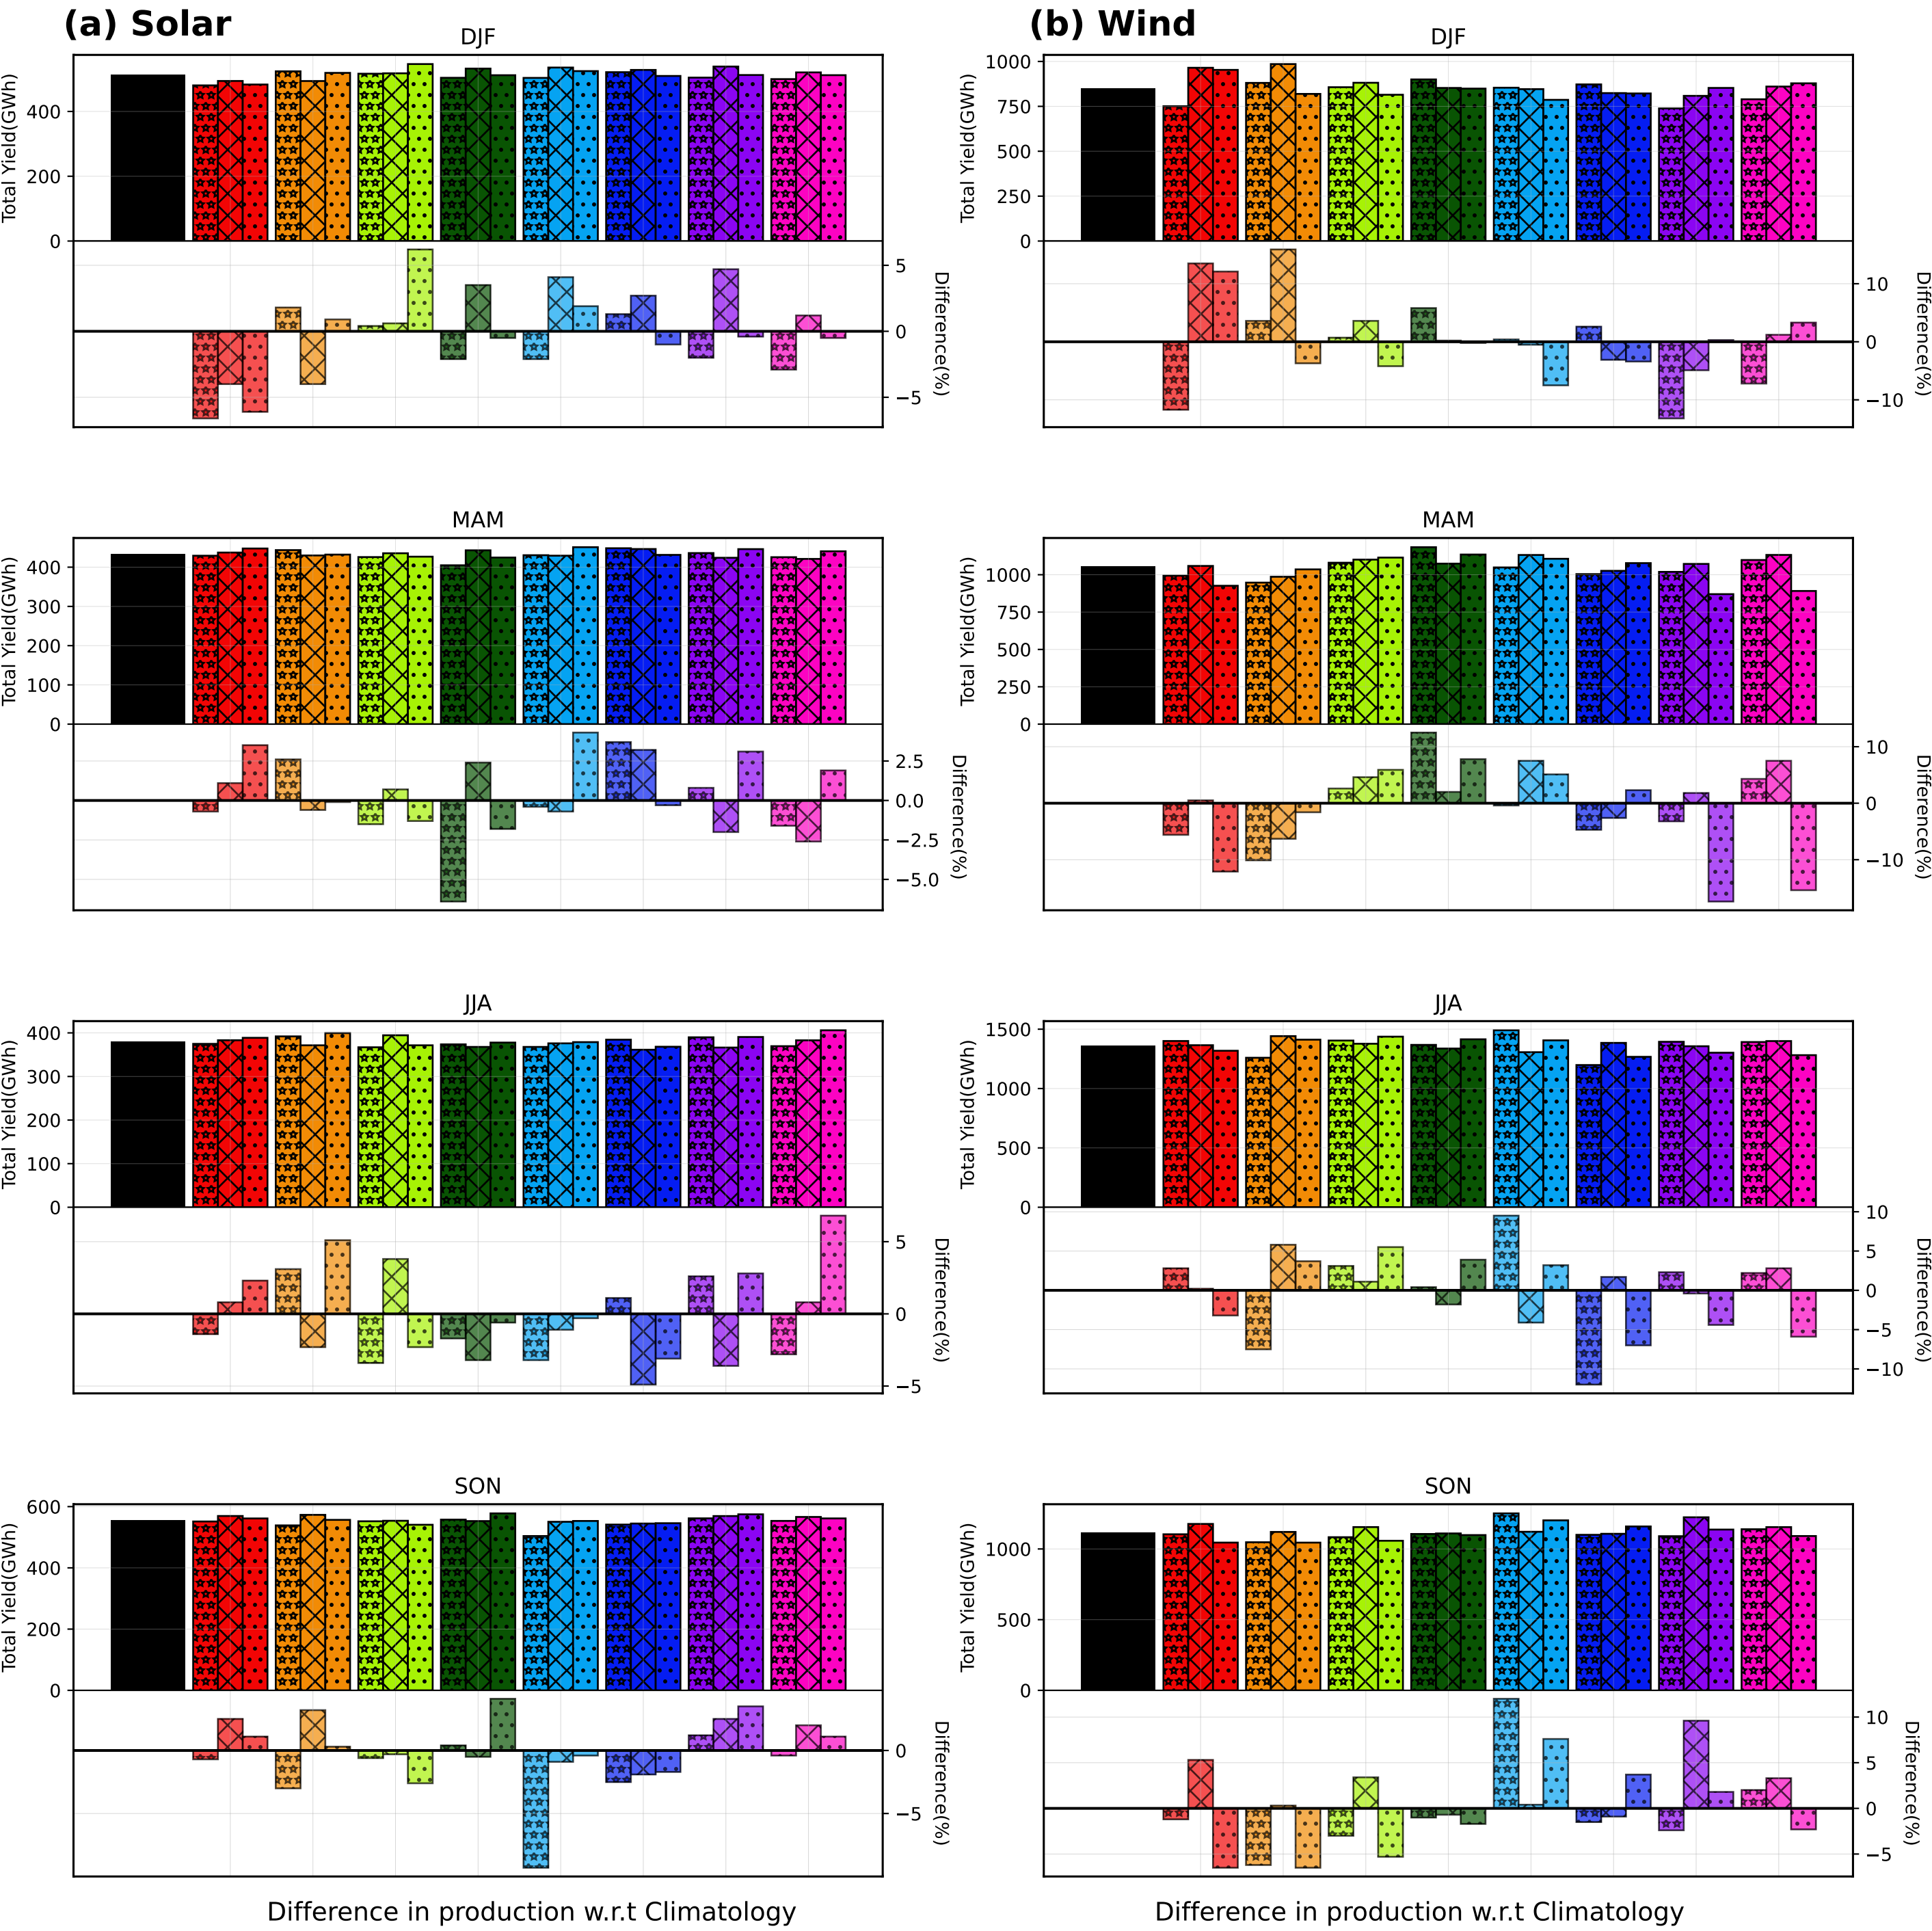 (a) Solar
(b) Wind
DJF
DJF
Total Yield(GWh)
400
200
0
5
0
−5
Difference(%)
Total Yield(GWh)
1000
750
500
250
0
10
0
−10
Difference(%)
MAM
MAM
Total Yield(GWh)
400
300
200
100
0
2.5
0.0
−2.5
−5.0
Difference(%)
Total Yield(GWh)
1000
750
500
250
0
10
0
−10
Difference(%)
JJA
JJA
Total Yield(GWh)
400
300
200
100
0
5
0
−5
Difference(%)
Total Yield(GWh)
1500
1000
500
0
10
5
0
−5
−10
Difference(%)
SON
SON
Total Yield(GWh)
600
400
200
0
0
−5
Difference(%)
Total Yield(GWh)
1000
500
0
10
5
0
−5
Difference(%)
Difference in production w.r.t Climatology
Difference in production w.r.t Climatology